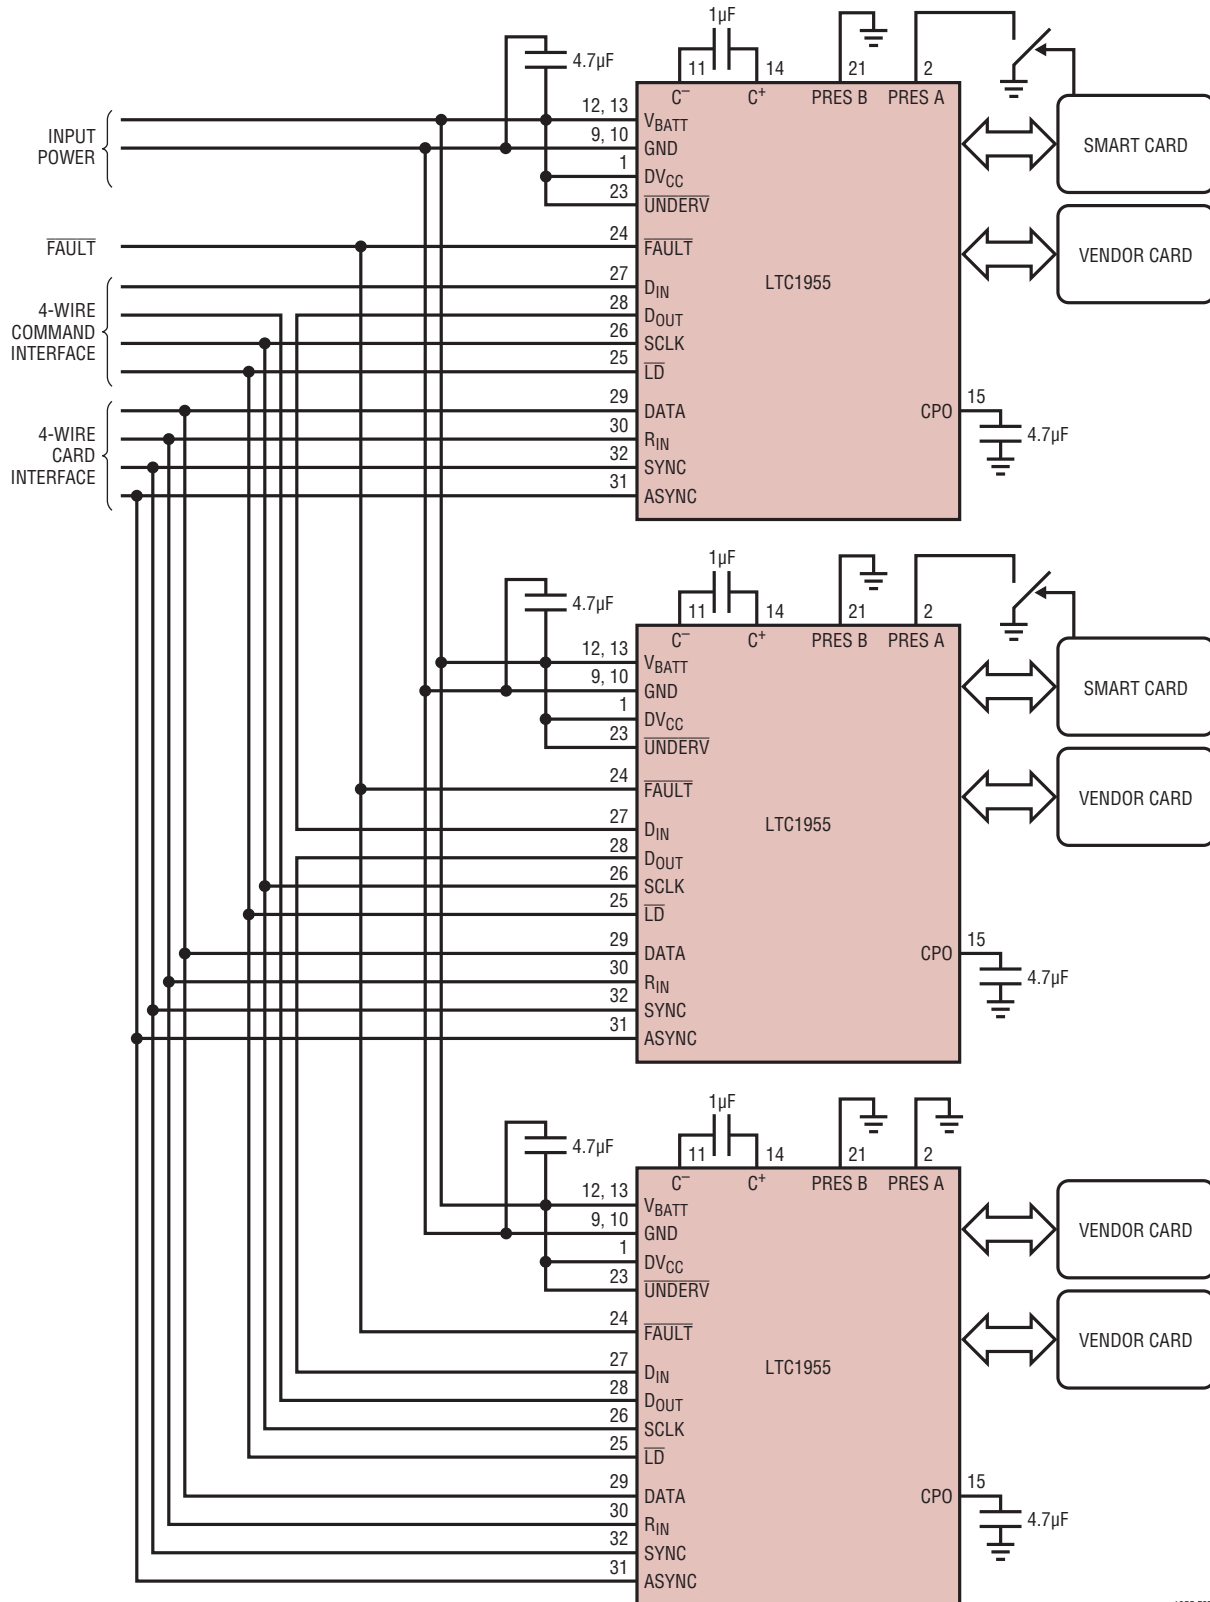 1µF
4.7µF
11
14
21
2
C–
C+
PRES B
PRES A
INPUT
POWER
12, 13
VBATT
9, 10
GND
1
DVCC
23
UNDERV
SMART CARD
FAULT
24
FAULT
VENDOR CARD
LTC1955
4-WIRE
COMMAND
INTERFACE
27
DIN
28
DOUT
26
SCLK
25
LD
4-WIRE
CARD
INTERFACE
29
DATA
30
RIN
32
SYNC
31
ASYNC
CPO
15
4.7µF
1µF
4.7µF
11
14
21
2
C–
C+
PRES B
PRES A
12, 13
VBATT
9, 10
GND
1
DVCC
23
UNDERV
SMART CARD
24
FAULT
VENDOR CARD
LTC1955
27
DIN
28
DOUT
26
SCLK
25
LD
29
DATA
30
RIN
32
SYNC
31
ASYNC
CPO
15
4.7µF
1µF
4.7µF
11
14
21
2
C–
C+
PRES B
PRES A
12, 13
VBATT
9, 10
GND
1
DVCC
23
UNDERV
VENDOR CARD
24
FAULT
VENDOR CARD
LTC1955
27
DIN
28
DOUT
26
SCLK
25
LD
29
DATA
30
RIN
32
SYNC
31
ASYNC
CPO
15
4.7µF